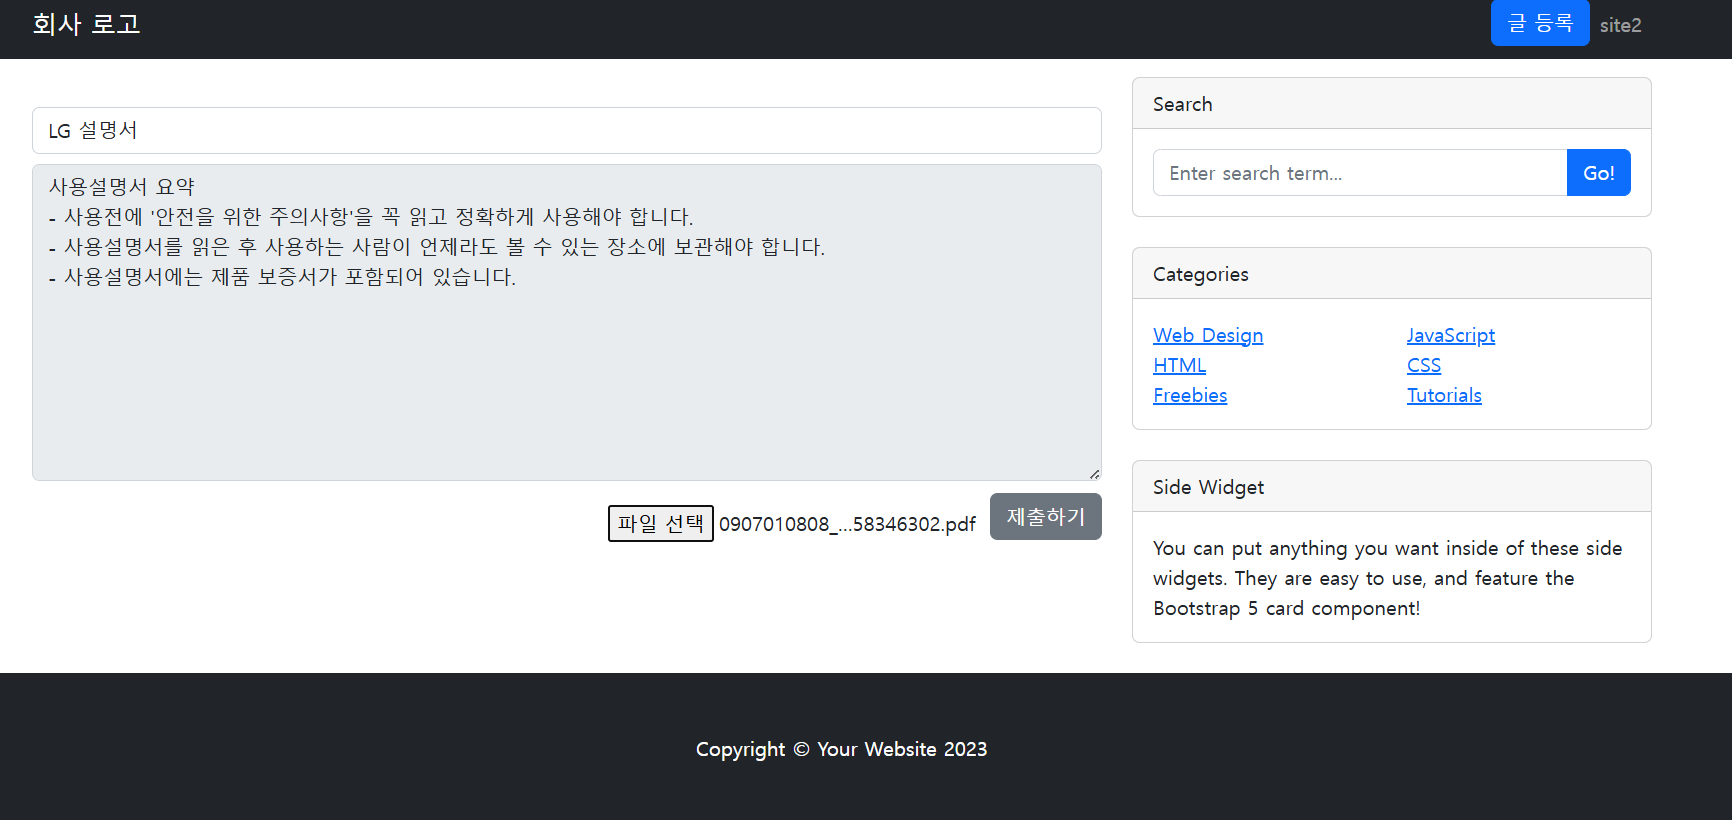 회사 로고
글 등록
site2
LG 설명서
사용설명서 요약
- 사용전에 '안전을 위한 주의사항'을 꼭 읽고 정확하게 사용해야 합니다.
- 사용설명서를 읽은 후 사용하는 사람이 언제라도 볼 수 있는 장소에 보관해야 합니다.
- 사용설명서에는 제품 보증서가 포함되어 있습니다.
파일 선택 0907010808_...58346302.pdf
제출하기
Search
Enter search term...
Go!
Categories
Web Design
JavaScript
HTML
CSS
Freebies
Tutorials
Side Widget
You can put anything you want inside of these side
widgets. They are easy to use, and feature the
Bootstrap 5 card component!
Copyright © Your Website 2023